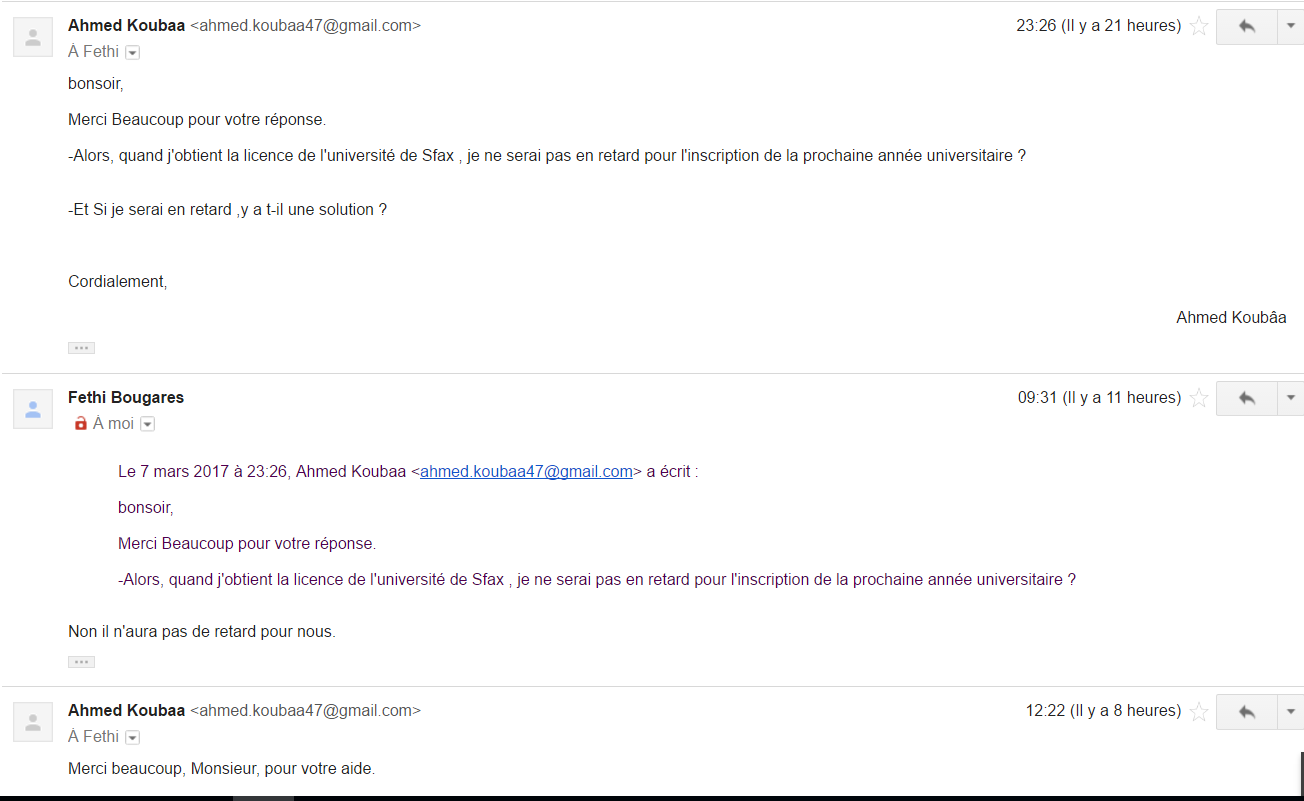 Ahmed Koubaa <ahmed.koubaa47@gmail.com> 23:26 (Il y a 21 heures)
À Fethi
bonsoir,
Merci Beaucoup pour votre réponse.
-Alors, quand j'obtient la licence de l'université de Sfax , je ne serai pas en retard pour l'inscription de la prochaine année universitaire ?
-Et Si je serai en retard ,y a t-il une solution ?
Cordialement,
Ahmed Koubâa
Fethi Bougares 09:31 (Il y a 11 heures)
À moi
Le 7 mars 2017 à 23:26, Ahmed Koubaa <ahmed.koubaa47@gmail.com> a écrit :
bonsoir,
Merci Beaucoup pour votre réponse.
-Alors, quand j'obtient la licence de l'université de Sfax , je ne serai pas en retard pour l'inscription de la prochaine année universitaire ?
Non il n'aura pas de retard pour nous.
Ahmed Koubaa <ahmed.koubaa47@gmail.com> 12:22 (Il y a 8 heures)
À Fethi
Merci beaucoup, Monsieur, pour votre aide.